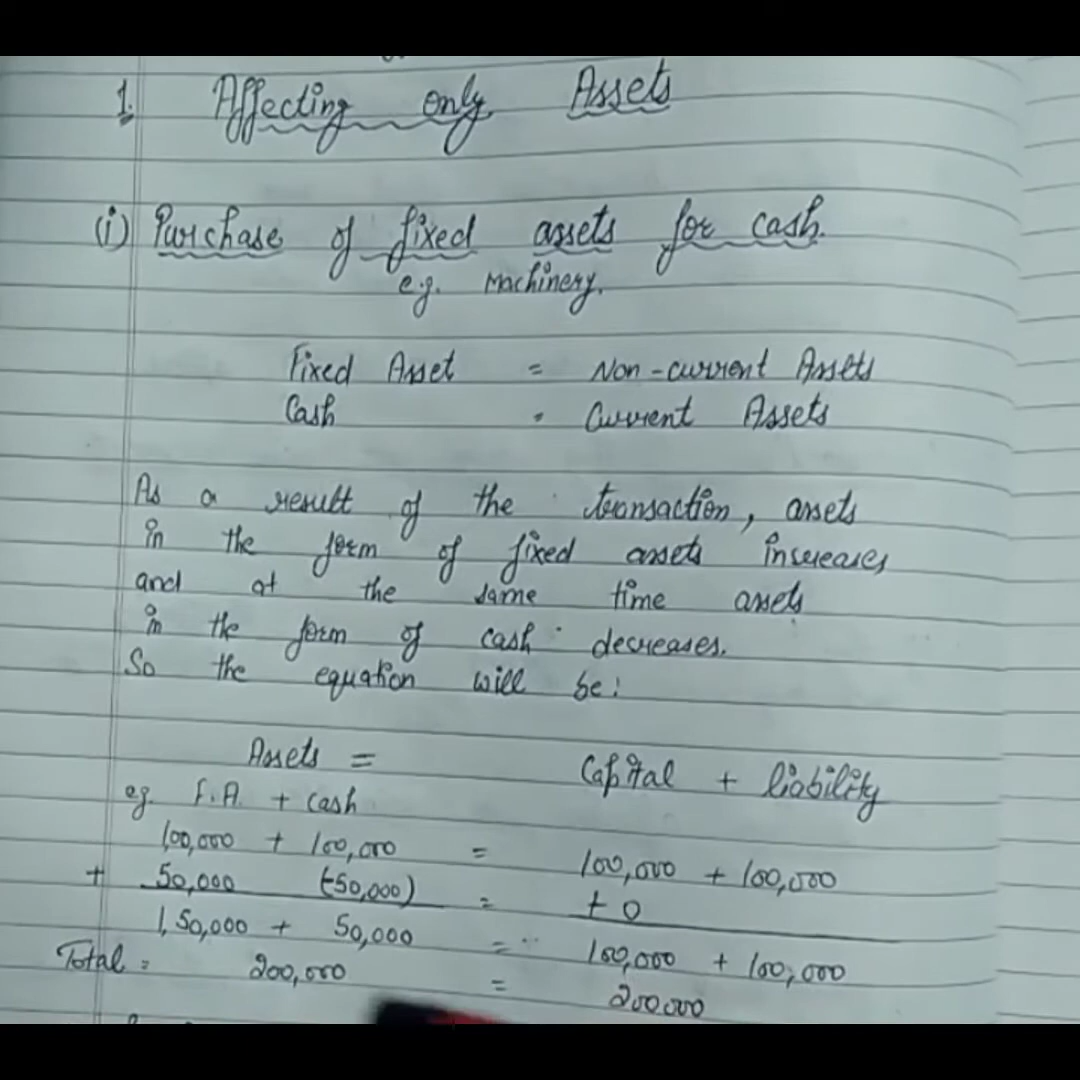 1. Affecting only Assets
(i) Purchase of fixed assets for cash.
e.g. Machinery.
Fixed Asset = Non-current Assets
Cash = Current Assets
As a result of the transaction, assets
in the form of fixed assets increases
and at the same time assets
in the form of cash decreases.
So the equation will be:
Assets = Capital + liability
eg. F.A. + cash
100,000 + 100,000 = 100,000 + 100,000
+ 50,000 (-50,000) = + 0
1,50,000 + 50,000 = 100,000 + 100,000
Total = 200,000 = 200000